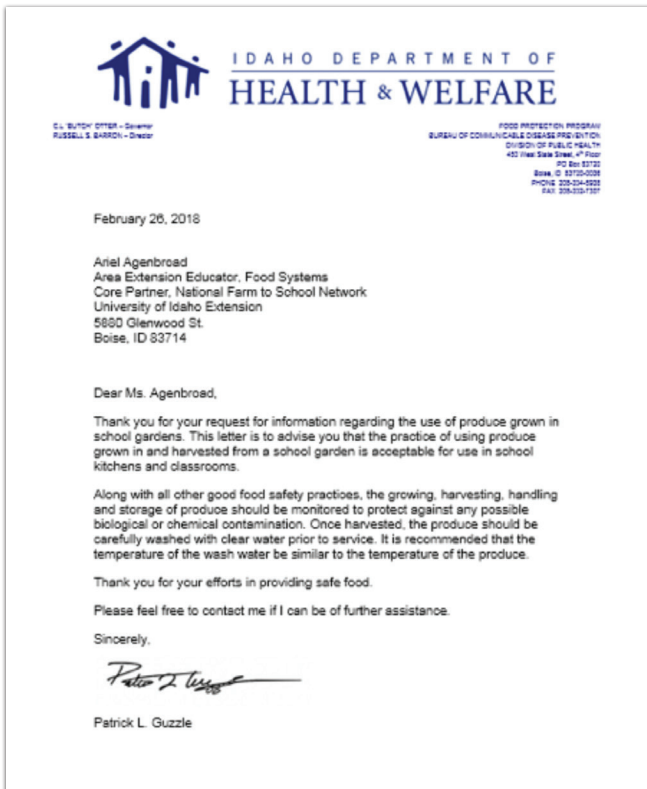 IDAHO DEPARTMENT OF
HEALTH & WELFARE
C.L. "BUTCH" OTTER – Governor
RUSSELL S. BARRON – Director
FOOD PROTECTION PROGRAM
BUREAU OF COMMUNICABLE DISEASE PREVENTION
DIVISION OF PUBLIC HEALTH
450 West State Street, 4th Floor
PO Box 83720
Boise, ID 83720-0036
PHONE 208-334-5938
FAX
February 26, 2018
Ariel Agenbroad
Area Extension Educator, Food Systems
Core Partner, National Farm to School Network
University of Idaho Extension
5880 Glenwood St.
Boise, ID 83714
Dear Ms. Agenbroad,
Thank you for your request for information regarding the use of produce grown in
school gardens. This letter is to advise you that the practice of using produce
grown in and harvested from a school garden is acceptable for use in school
kitchens and classrooms.
Along with all other good food safety practices, the growing, harvesting, handling
and storage of produce should be monitored to protect against any possible
biological or chemical contamination. Once harvested, the produce should be
carefully washed with clear water prior to service. It is recommended that the
temperature of the wash water be similar to the temperature of the produce.
Thank you for your efforts in providing safe food.
Please feel free to contact me if I can be of further assistance.
Sincerely,
Patrick L. Guzzle